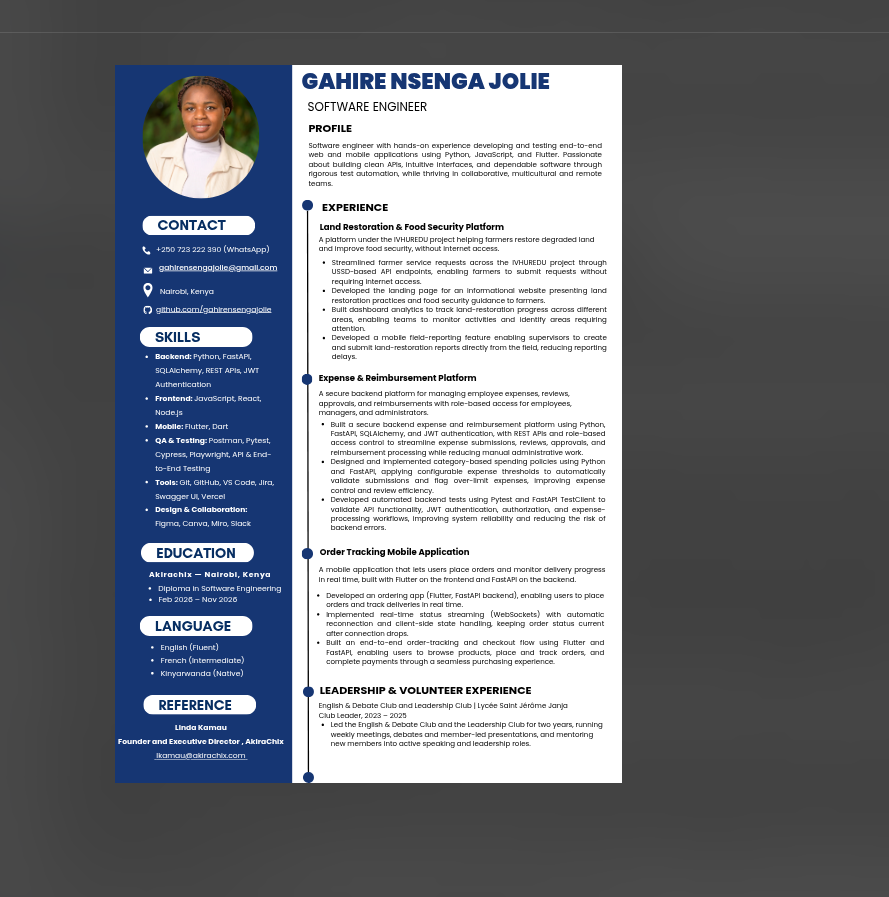 CONTACT
+250 723 222 390 (WhatsApp)
gahirensengajolie@gmail.com
Nairobi, Kenya
github.com/gahirensengajolie
SKILLS
• Backend: Python, FastAPI,
SQLAlchemy, REST APIs, JWT
Authentication
• Frontend: JavaScript, React,
Node.js
• Mobile: Flutter, Dart
• QA & Testing: Postman, Pytest,
Cypress, Playwright, API & End-
to-End Testing
• Tools: Git, GitHub, VS Code, Jira,
Swagger UI, Vercel
• Design & Collaboration:
Figma, Canva, Miro, Slack
EDUCATION
Akirachix — Nairobi, Kenya
• Diploma in Software Engineering
• Feb 2026 – Nov 2026
LANGUAGE
• English (Fluent)
• French (Intermediate)
• Kinyarwanda (Native)
REFERENCE
Linda Kamau
Founder and Executive Director , AkiraChix
lkamau@akirachix.com
GAHIRE NSENGA JOLIE
SOFTWARE ENGINEER
PROFILE
Software engineer with hands-on experience developing and testing end-to-end
web and mobile applications using Python, JavaScript, and Flutter. Passionate
about building clean APIs, intuitive interfaces, and dependable software through
rigorous test automation, while thriving in collaborative, multicultural and remote
teams.
EXPERIENCE
Land Restoration & Food Security Platform
A platform under the IVHUREDU project helping farmers restore degraded land
and improve food security, without internet access.
• Streamlined farmer service requests across the IVHUREDU project through
USSD-based API endpoints, enabling farmers to submit requests without
requiring internet access.
• Developed the landing page for an informational website presenting land
restoration practices and food security guidance to farmers.
• Built dashboard analytics to track land-restoration progress across different
areas, enabling teams to monitor activities and identify areas requiring
attention.
• Developed a mobile field-reporting feature enabling supervisors to create
and submit land-restoration reports directly from the field, reducing reporting
delays.
Expense & Reimbursement Platform
A secure backend platform for managing employee expenses, reviews,
approvals, and reimbursements with role-based access for employees,
managers, and administrators.
• Built a secure backend expense and reimbursement platform using Python,
FastAPI, SQLAlchemy, and JWT authentication, with REST APIs and role-based
access control to streamline expense submissions, reviews, approvals, and
reimbursement processing while reducing manual administrative work.
• Designed and implemented category-based spending policies using Python
and FastAPI, applying configurable expense thresholds to automatically
validate submissions and flag over-limit expenses, improving expense
control and review efficiency.
• Developed automated backend tests using Pytest and FastAPI TestClient to
validate API functionality, JWT authentication, authorization, and expense-
processing workflows, improving system reliability and reducing the risk of
backend errors.
Order Tracking Mobile Application
A mobile application that lets users place orders and monitor delivery progress
in real time, built with Flutter on the frontend and FastAPI on the backend.
• Developed an ordering app (Flutter, FastAPI backend), enabling users to place
orders and track deliveries in real time.
• Implemented real-time status streaming (WebSockets) with automatic
reconnection and client-side state handling, keeping order status current
after connection drops.
• Built an end-to-end order-tracking and checkout flow using Flutter and
FastAPI, enabling users to browse products, place and track orders, and
complete payments through a seamless purchasing experience.
LEADERSHIP & VOLUNTEER EXPERIENCE
English & Debate Club and Leadership Club | Lycée Saint Jérôme Janja
Club Leader, 2023 – 2025
• Led the English & Debate Club and the Leadership Club for two years, running
weekly meetings, debates and member-led presentations, and mentoring
new members into active speaking and leadership roles.